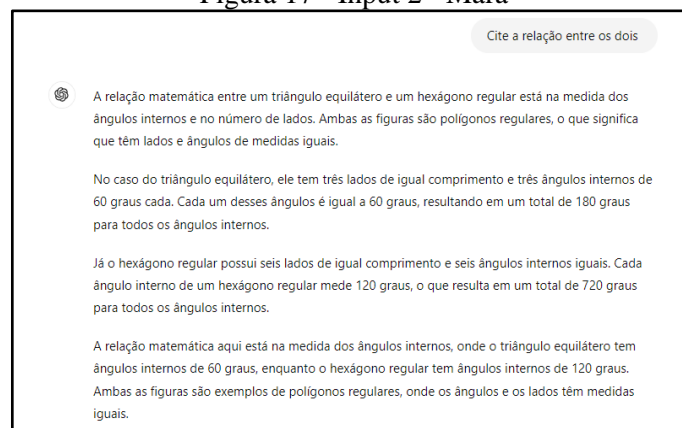 Figura 17 - Input 2 - Mara
Cite a relação entre os dois
A relação matemática entre um triângulo equilátero e um hexágono regular está na medida dos
ângulos internos e no número de lados. Ambas as figuras são polígonos regulares, o que significa
que têm lados e ângulos de medidas iguais.
No caso do triângulo equilátero, ele tem três lados de igual comprimento e três ângulos internos de
60 graus cada. Cada um desses ângulos é igual a 60 graus, resultando em um total de 180 graus
para todos os ângulos internos.
Já o hexágono regular possui seis lados de igual comprimento e seis ângulos internos iguais. Cada
ângulo interno de um hexágono regular mede 120 graus, o que resulta em um total de 720 graus
para todos os ângulos internos.
A relação matemática aqui está na medida dos ângulos internos, onde o triângulo equilátero tem
ângulos internos de 60 graus, enquanto o hexágono regular tem ângulos internos de 120 graus.
Ambas as figuras são exemplos de polígonos regulares, onde os ângulos e os lados têm medidas
iguais.